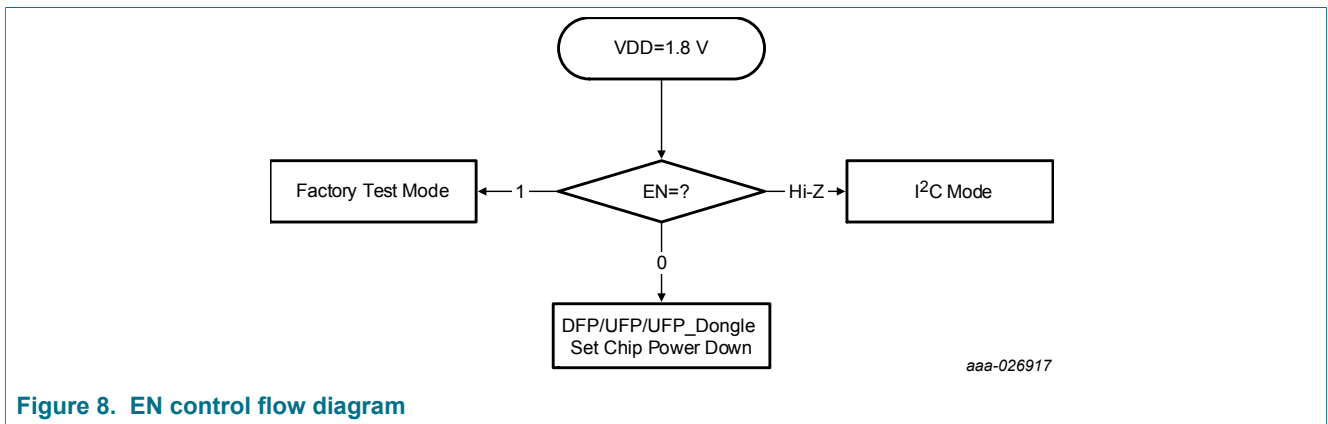 VDD=1.8 V
Factory Test Mode
1
EN=?
Hi-Z
I²C Mode
0
DFP/UFP/UFP_Dongle
Set Chip Power Down
aaa-026917
Figure 8. EN control flow diagram